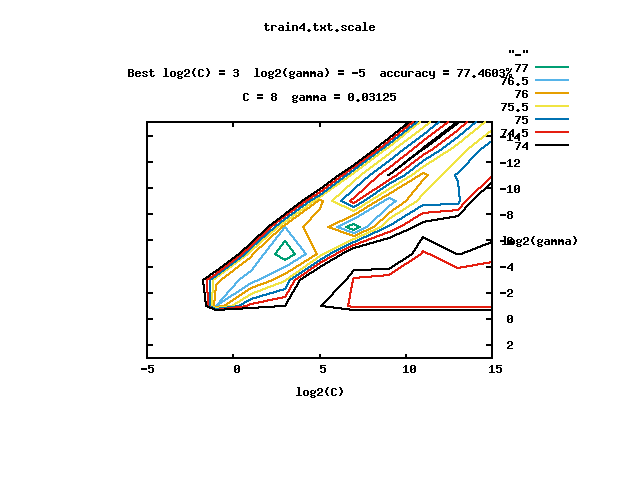 train4.txt.scale
"-"
Best log2(C) = 3  log2(gamma) = -5  accuracy = 77.4603%
77
76.5
C = 8  gamma = 0.03125
76
75.5
75
74.5
-14
74
-12
-10
-8
-6
log2(gamma)
-4
-2
0
2
-5 0 5 10 15
log2(C)